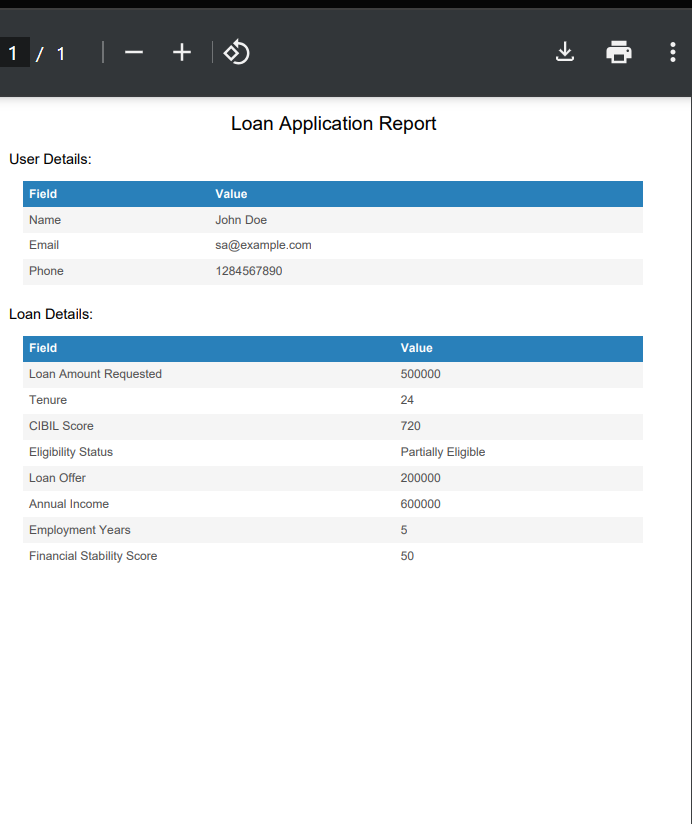 1 / 1
Loan Application Report
User Details:
Field Value
Name John Doe
Email sa@example.com
Phone 1284567890
Loan Details:
Field Value
Loan Amount Requested 500000
Tenure 24
CIBIL Score 720
Eligibility Status Partially Eligible
Loan Offer 200000
Annual Income 600000
Employment Years 5
Financial Stability Score 50